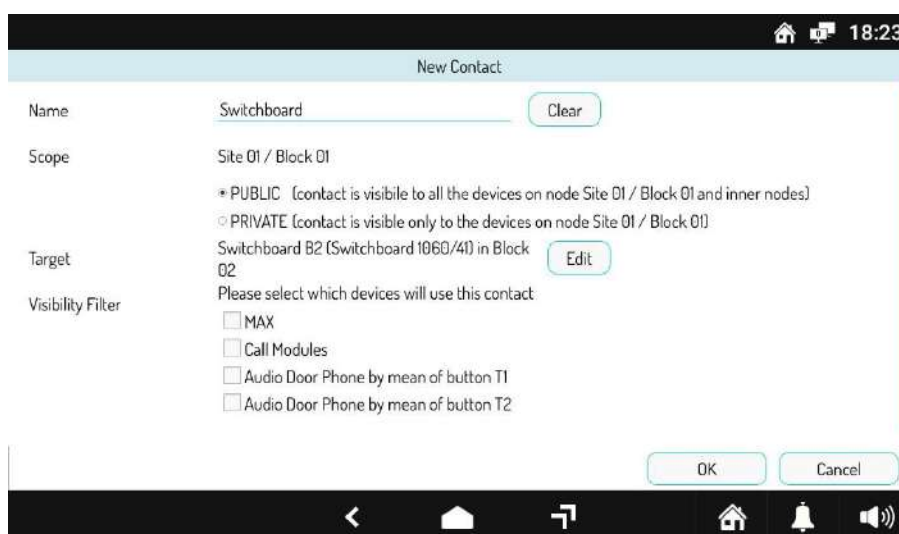 18:23
New Contact
Name Switchboard Clear
Scope Site 01 / Block 01
PUBLIC (contact is visibile to all the devices on node Site 01 / Block 01 and inner nodes)
PRIVATE (contact is visible only to the devices on node Site 01 / Block 01)
Target Switchboard B2 (Switchboard 1060/41) in Block
02 Edit
Visibility Filter Please select which devices will use this contact
MAX
Call Modules
Audio Door Phone by mean of button T1
Audio Door Phone by mean of button T2
OK Cancel